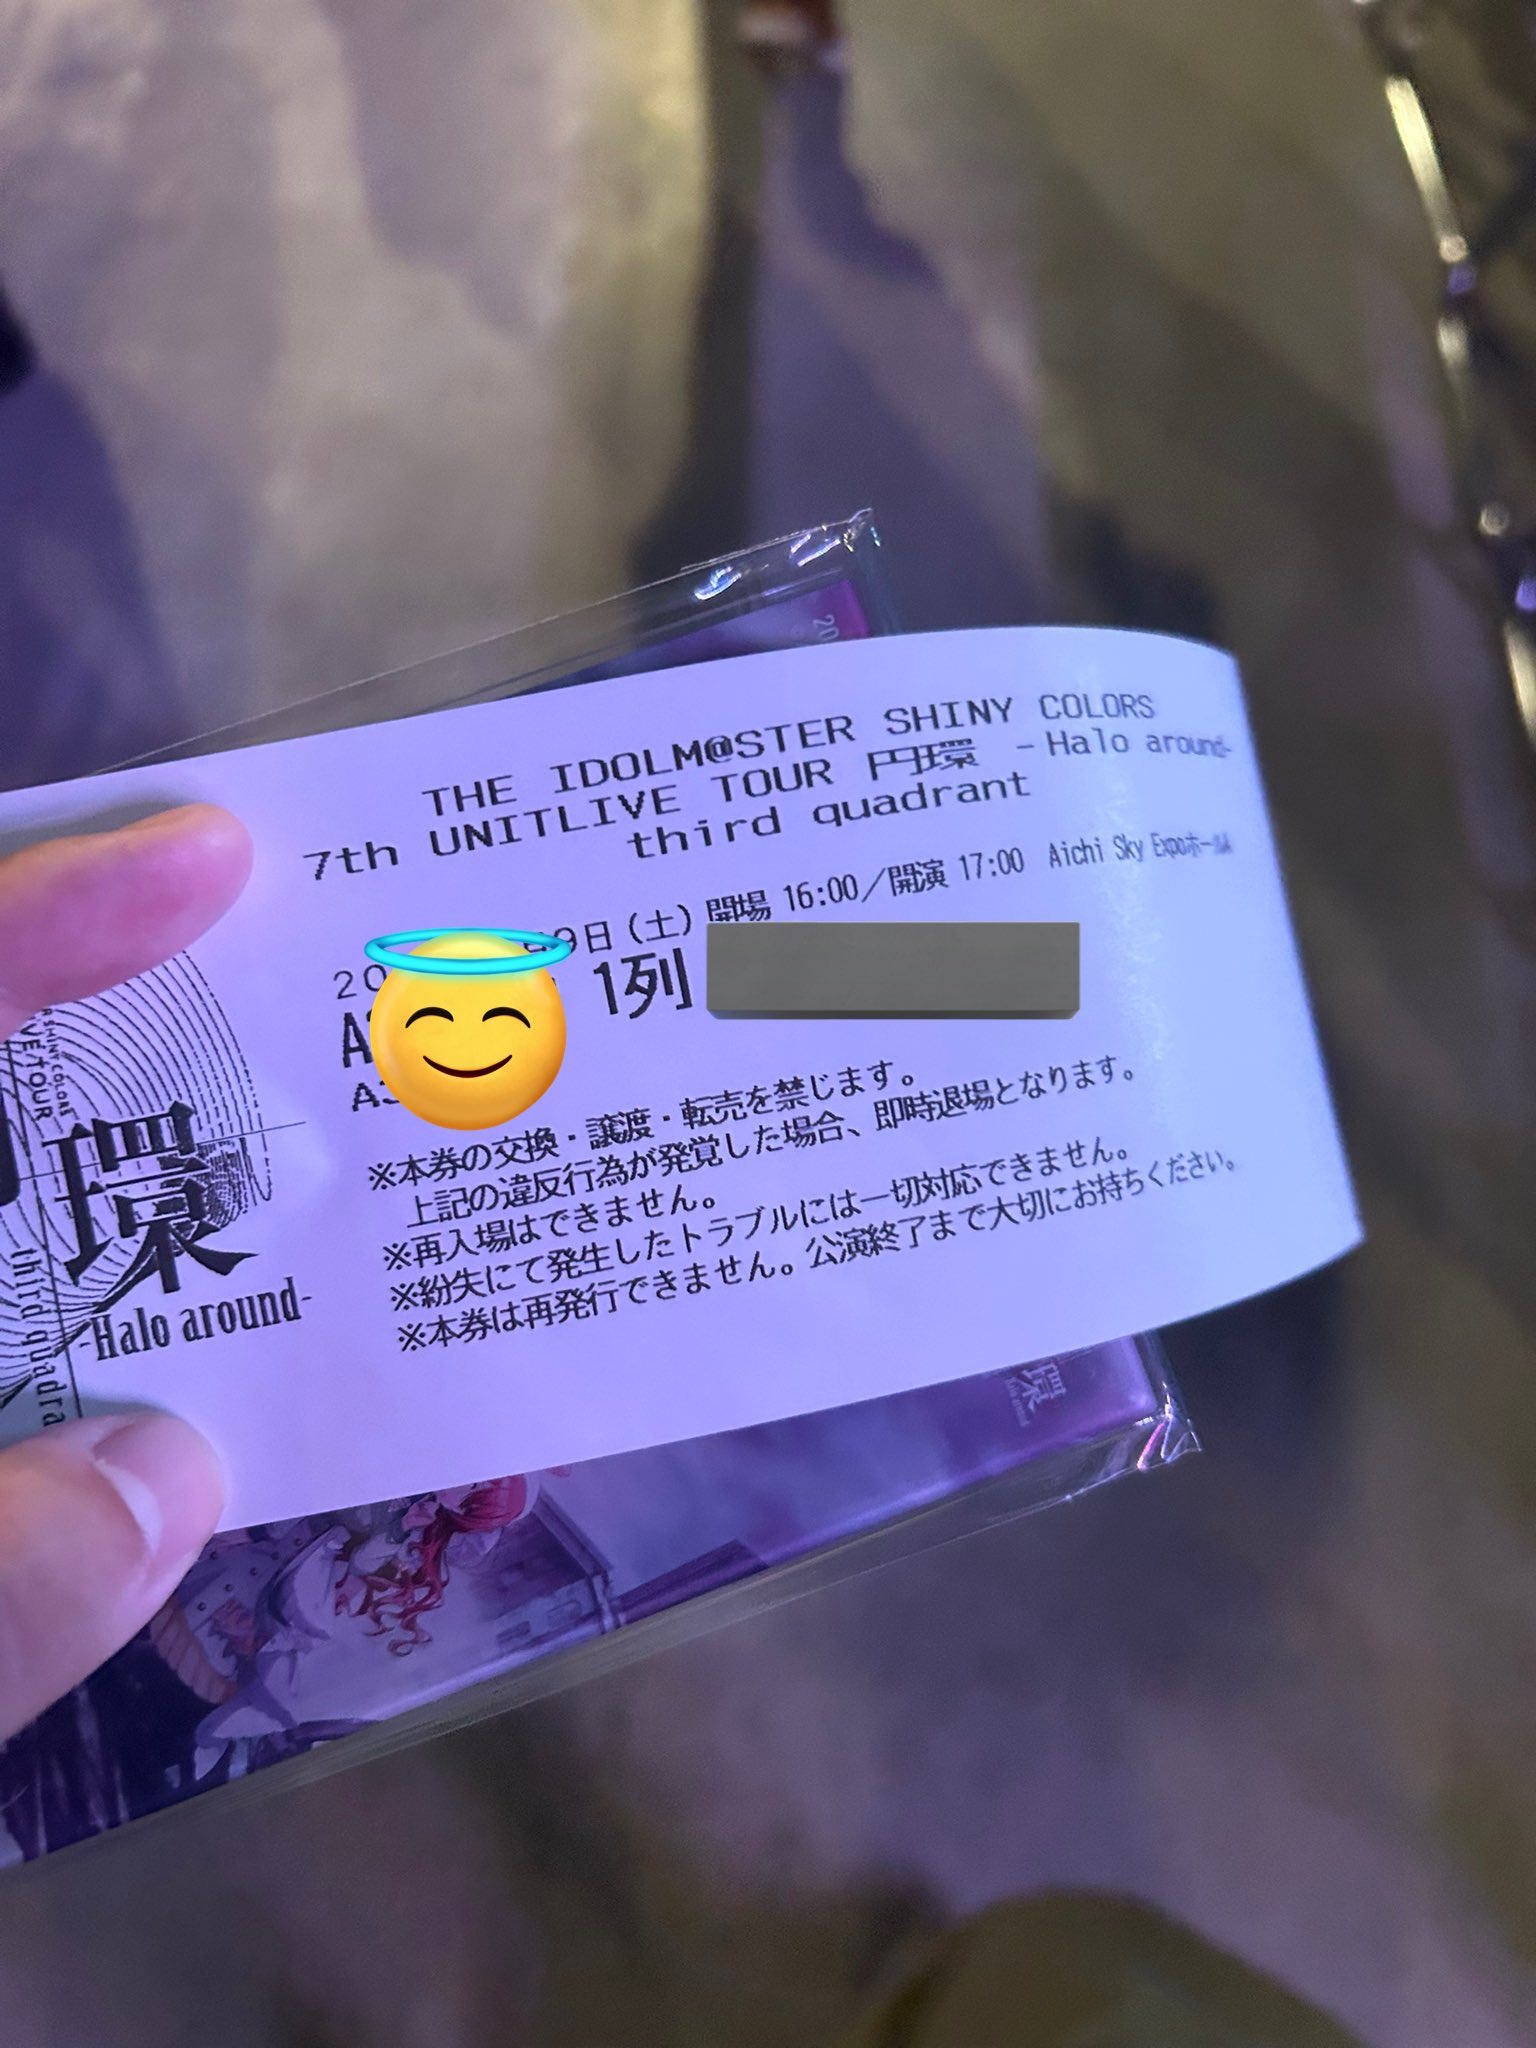 THE IDOLM@STER SHINY COLORS
7th UNITLIVE TOUR 円環 -Halo around-
third quadrant
20 9日（土）開場 16:00／開演 17:00 Aichi Sky Expoホール
1列
※本券の交換・譲渡・転売を禁じます。
上記の違反行為が発覚した場合、即時退場となります。
※再入場はできません。
※紛失にて発生したトラブルには一切対応できません。
※本券は再発行できません。公演終了まで大切にお持ちください。
環
-Halo around-
third quadra
環